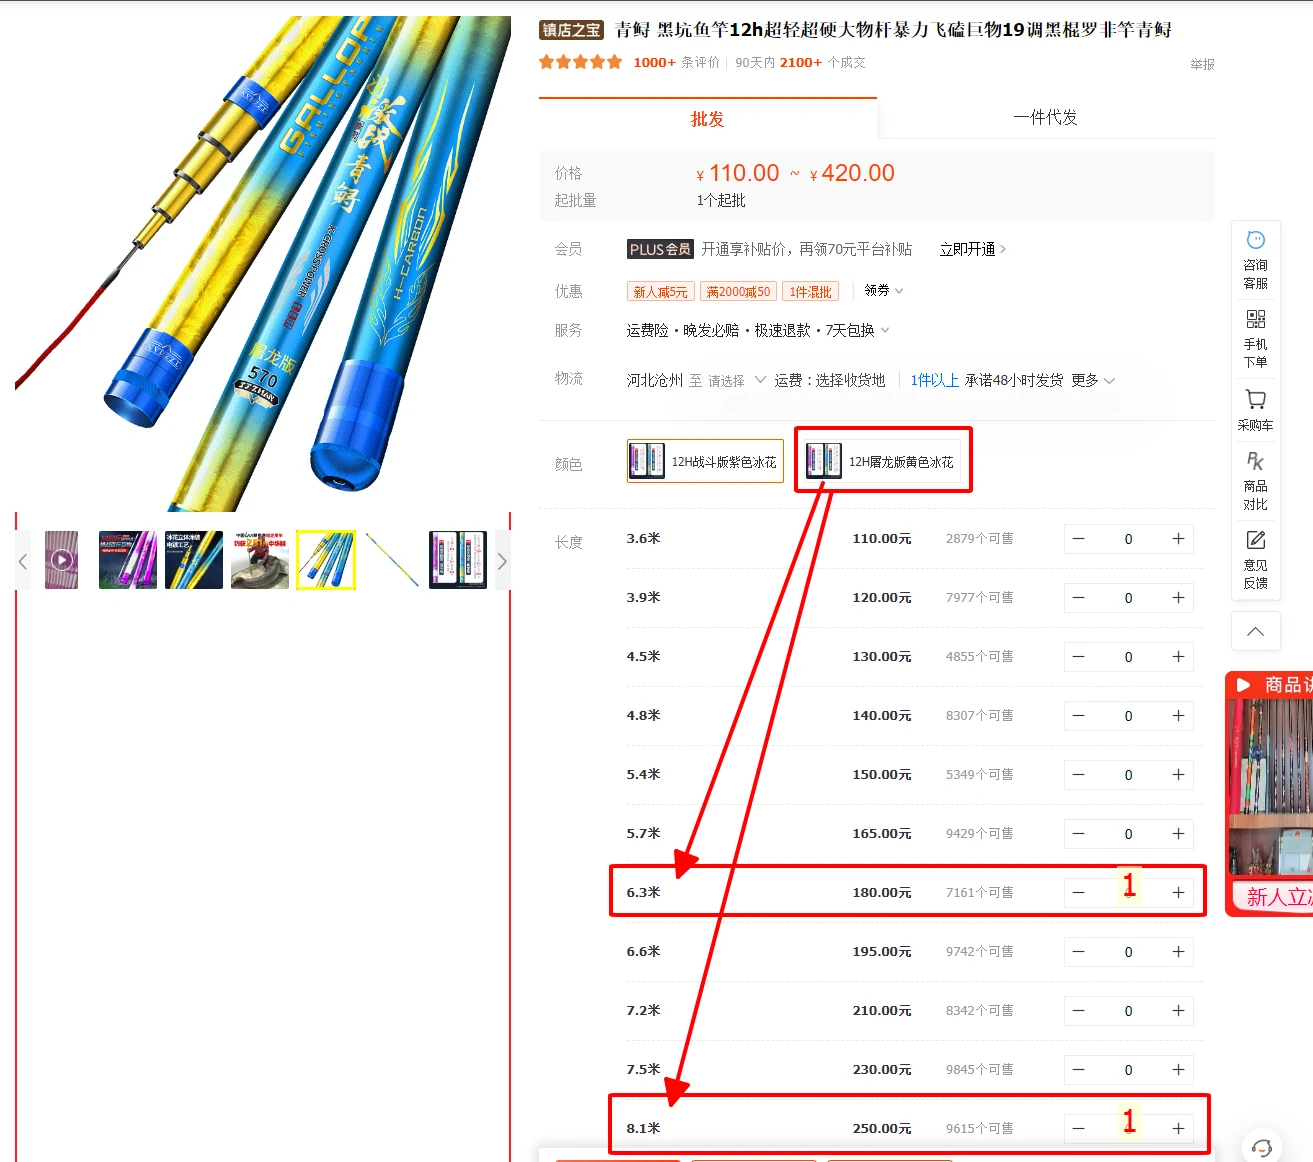 镇店之宝 青鲟 黑坑鱼竿12h超轻超硬大物杆暴力飞磕巨物19调黑棍罗非竿青鲟
1000+ 条评价 90天内 2100+ 个成交
举报
批发
一件代发
价格 ¥ 110.00 ~ ¥ 420.00
起批量 1个起批
会员 PLUS会员 开通享补贴价，再领70元平台补贴 立即开通
优惠 新人减5元 满2000减50 1件混批 领券
服务 运费险·晚发必赔·极速退款·7天包换
物流 河北沧州 至 请选择 运费：选择收货地 1件以上 承诺48小时发货 更多
颜色 12H战斗版紫色冰花 12H屠龙版黄色冰花
长度 3.6米 110.00元 2879个可售 0
3.9米 120.00元 7977个可售 0
4.5米 130.00元 4855个可售 0
4.8米 140.00元 8307个可售 0
5.4米 150.00元 5349个可售 0
5.7米 165.00元 9429个可售 0
6.3米 180.00元 7161个可售 1
6.6米 195.00元 9742个可售 0
7.2米 210.00元 8342个可售 0
7.5米 230.00元 9845个可售 0
8.1米 250.00元 9615个可售 1
GALLOP
青鲟
X-CROSS POWER
H-CARBON
屠龙版
570
咨询
客服
手机
下单
采购车
PK
商品
对比
意见
反馈
商品讲
新人立减